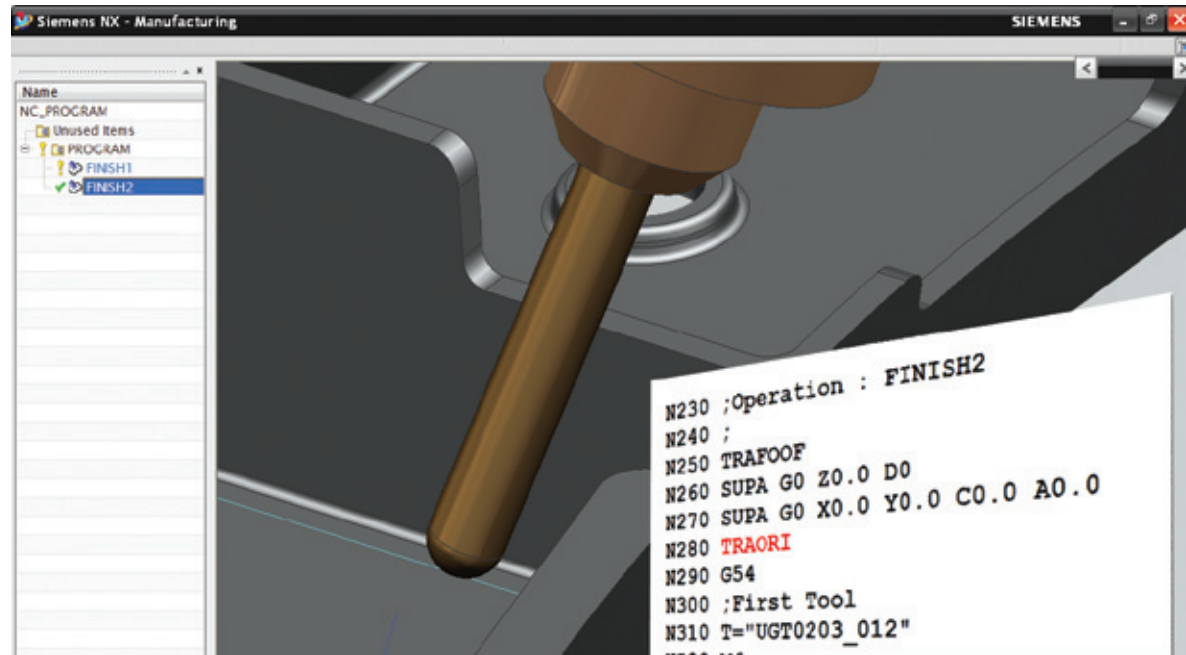 Siemens NX - Manufacturing
SIEMENS
Name
NC_PROGRAM
Unused Items
PROGRAM
FINISH1
FINISH2
N230 ;Operation : FINISH2
N240 ;
N250 TRAFOOF
N260 SUPA G0 Z0.0 D0
N270 SUPA G0 X0.0 Y0.0 C0.0 A0.0
N280 TRAORI
N290 G54
N300 ;First Tool
N310 T="UGT0203_012"